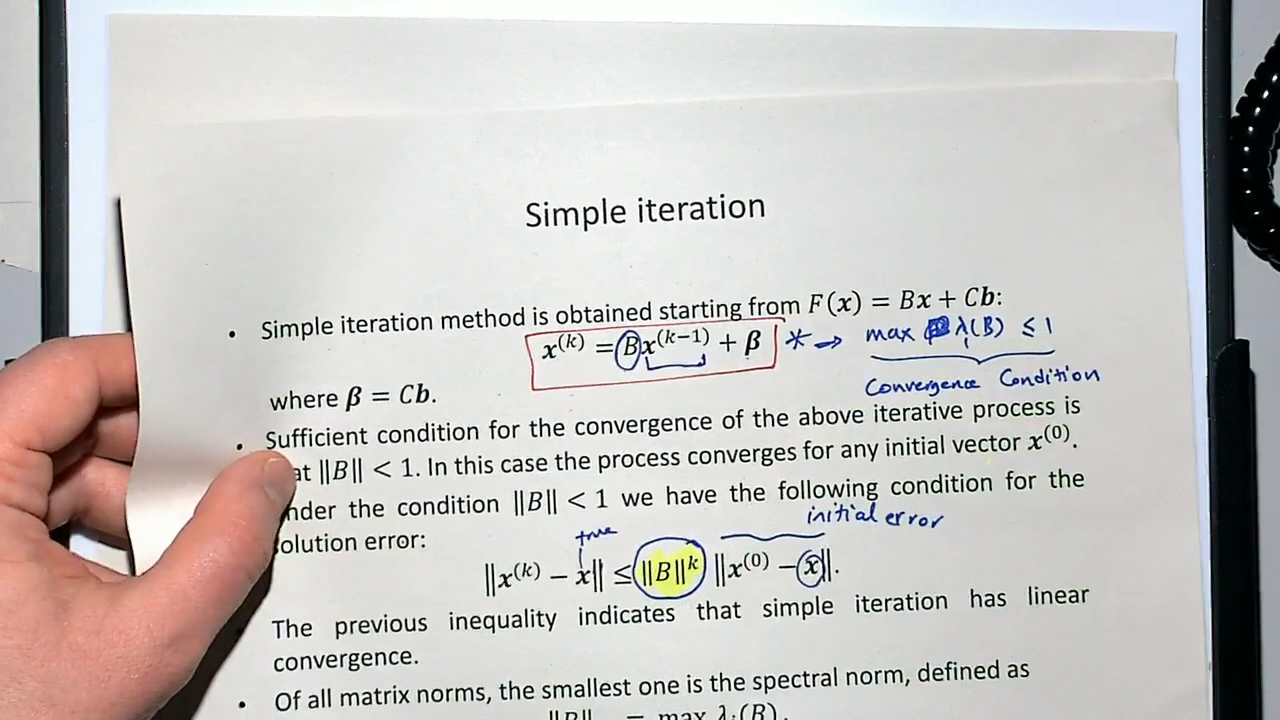 Simple iteration
• Simple iteration method is obtained starting from F(x) = Bx + Cb:
x^(k) = Bx^(k−1) + β * → max λᵢ(B) ≤ 1
Convergence Condition
where β = Cb.
• Sufficient condition for the convergence of the above iterative process is
at ‖B‖ < 1. In this case the process converges for any initial vector x^(0).
nder the condition ‖B‖ < 1 we have the following condition for the
initial error
olution error:
true
‖x^(k) − x‖ ≤ ‖B‖^k ‖x^(0) − x‖.
The previous inequality indicates that simple iteration has linear
convergence.
• Of all matrix norms, the smallest one is the spectral norm, defined as
‖B‖ = max λᵢ(B).